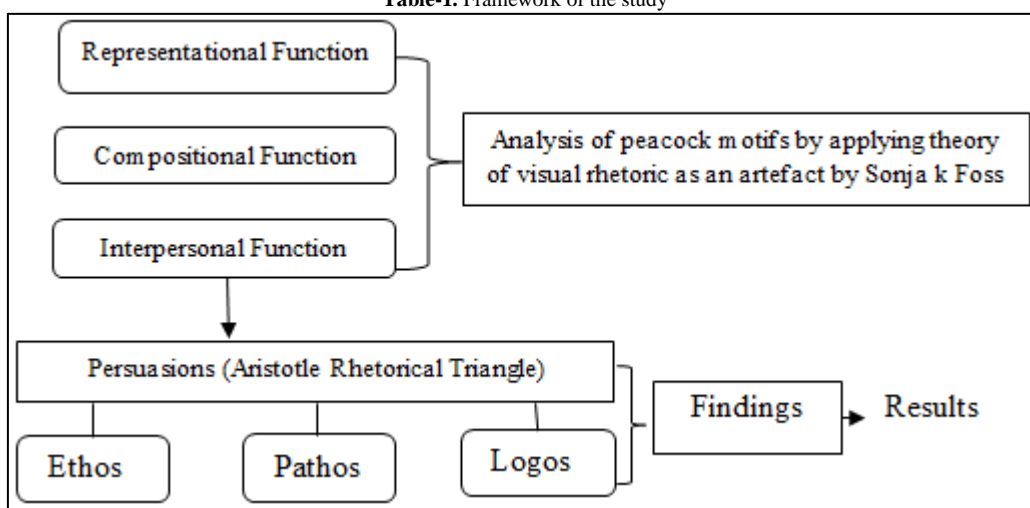 Table-1. Framework of the study
Representational Function
Compositional Function
Interpersonal Function
Analysis of peacock motifs by applying theory
of visual rhetoric as an artefact by Sonja k Foss
Persuasions (Aristotle Rhetorical Triangle)
Ethos
Pathos
Logos
Findings
Results